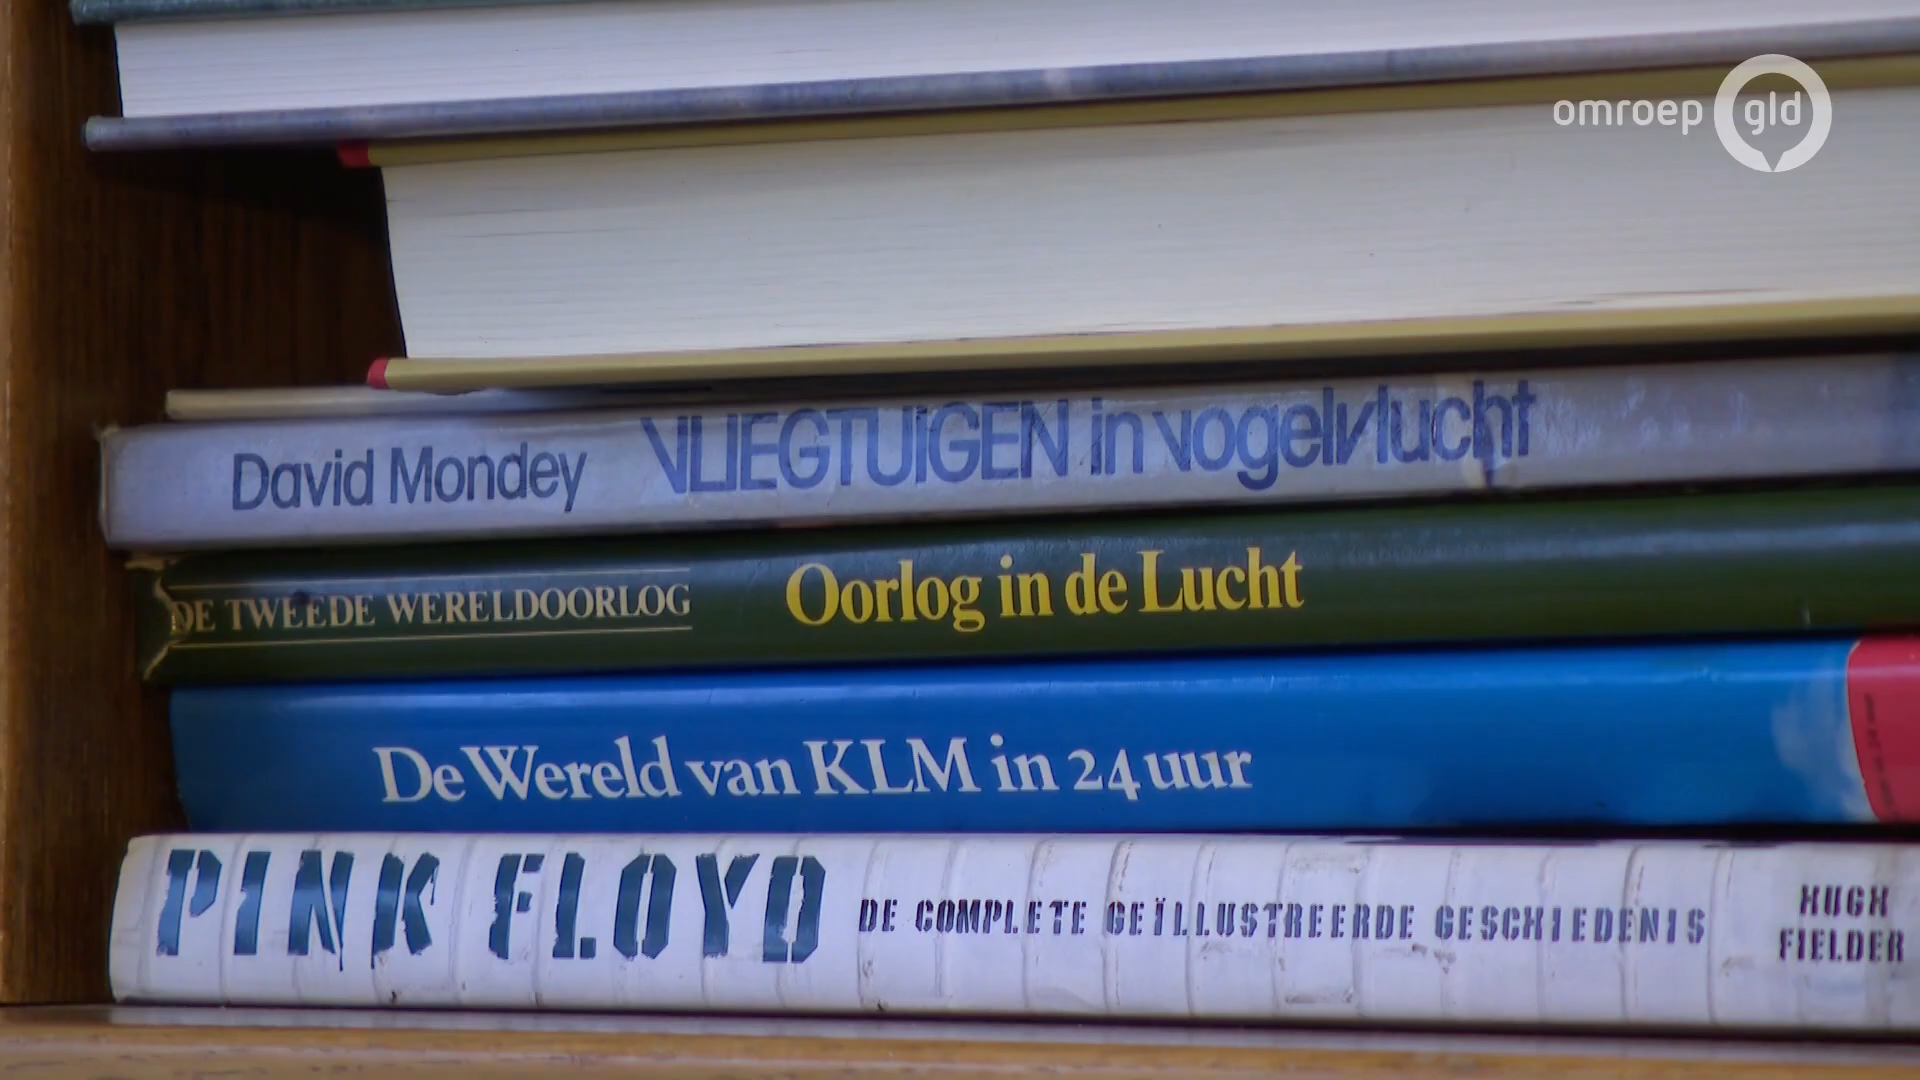 omroep gld
David Mondey VLIEGTUIGEN in vogelvlucht
DE TWEEDE WERELDOORLOG Oorlog in de Lucht
De Wereld van KLM in 24 uur
PINK FLOYD DE COMPLETE GEÏLLUSTREERDE GESCHIEDENIS HUGH
FIELDER